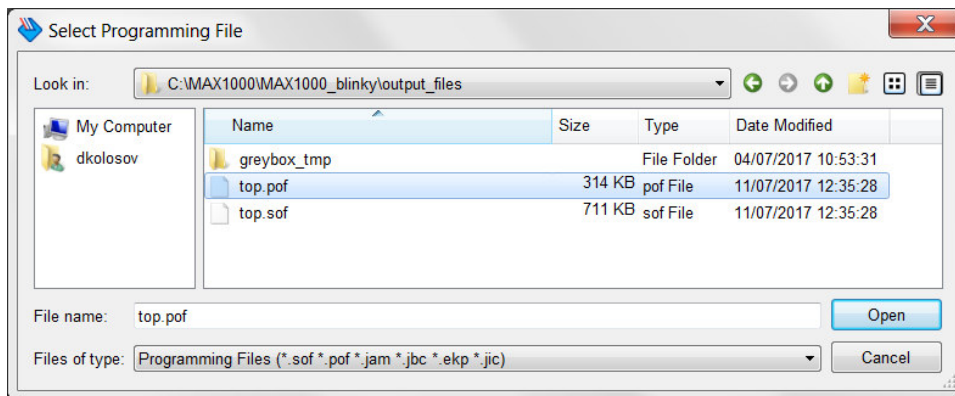 Select Programming File
Look in: C:\MAX1000\MAX1000_blinky\output_files
My Computer
dkolosov
Name Size Type Date Modified
greybox_tmp File Folder 04/07/2017 10:53:31
top.pof 314 KB pof File 11/07/2017 12:35:28
top.sof 711 KB sof File 11/07/2017 12:35:28
File name: top.pof Open
Files of type: Programming Files (*.sof *.pof *.jam *.jbc *.ekp *.jic) Cancel